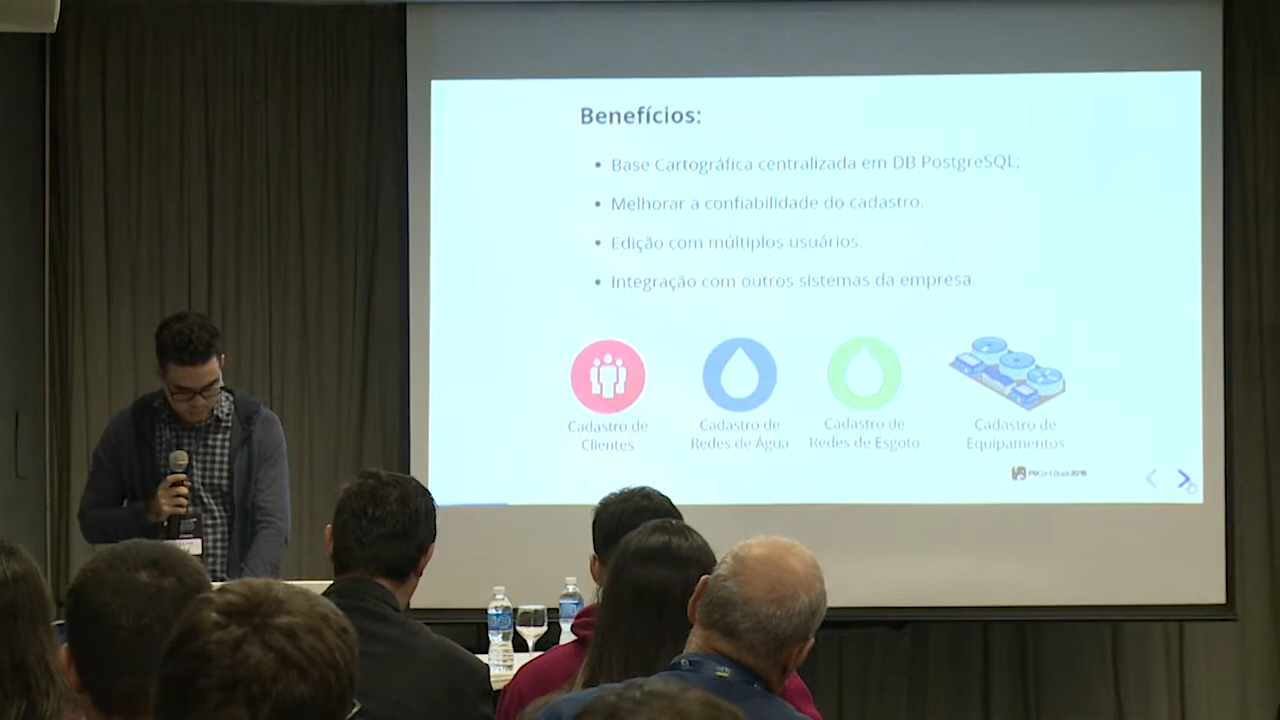 Benefícios:
• Base Cartográfica centralizada em DB PostgreSQL;
• Melhorar a confiabilidade do cadastro.
• Edição com múltiplos usuários.
• Integração com outros sistemas da empresa.
Cadastro de
Clientes
Cadastro de
Redes de Água
Cadastro de
Redes de Esgoto
Cadastro de
Equipamentos